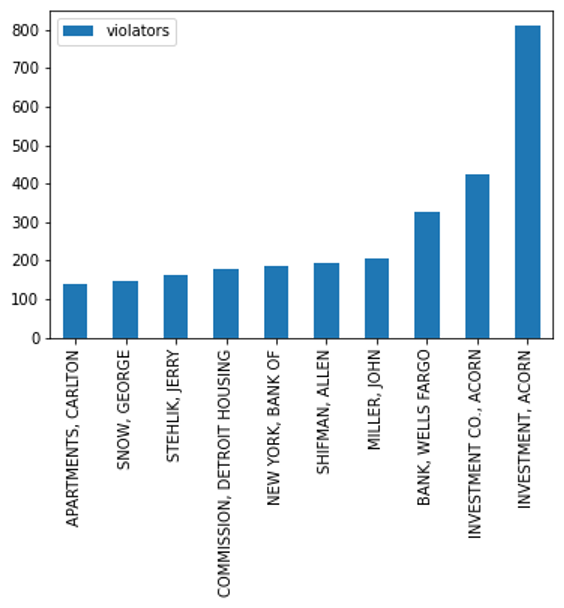 violators
800
700
600
500
400
300
200
100
0
APARTMENTS, CARLTON
SNOW, GEORGE
STEHLIK, JERRY
COMMISSION, DETROIT HOUSING
NEW YORK, BANK OF
SHIFMAN, ALLEN
MILLER, JOHN
BANK, WELLS FARGO
INVESTMENT CO., ACORN
INVESTMENT, ACORN